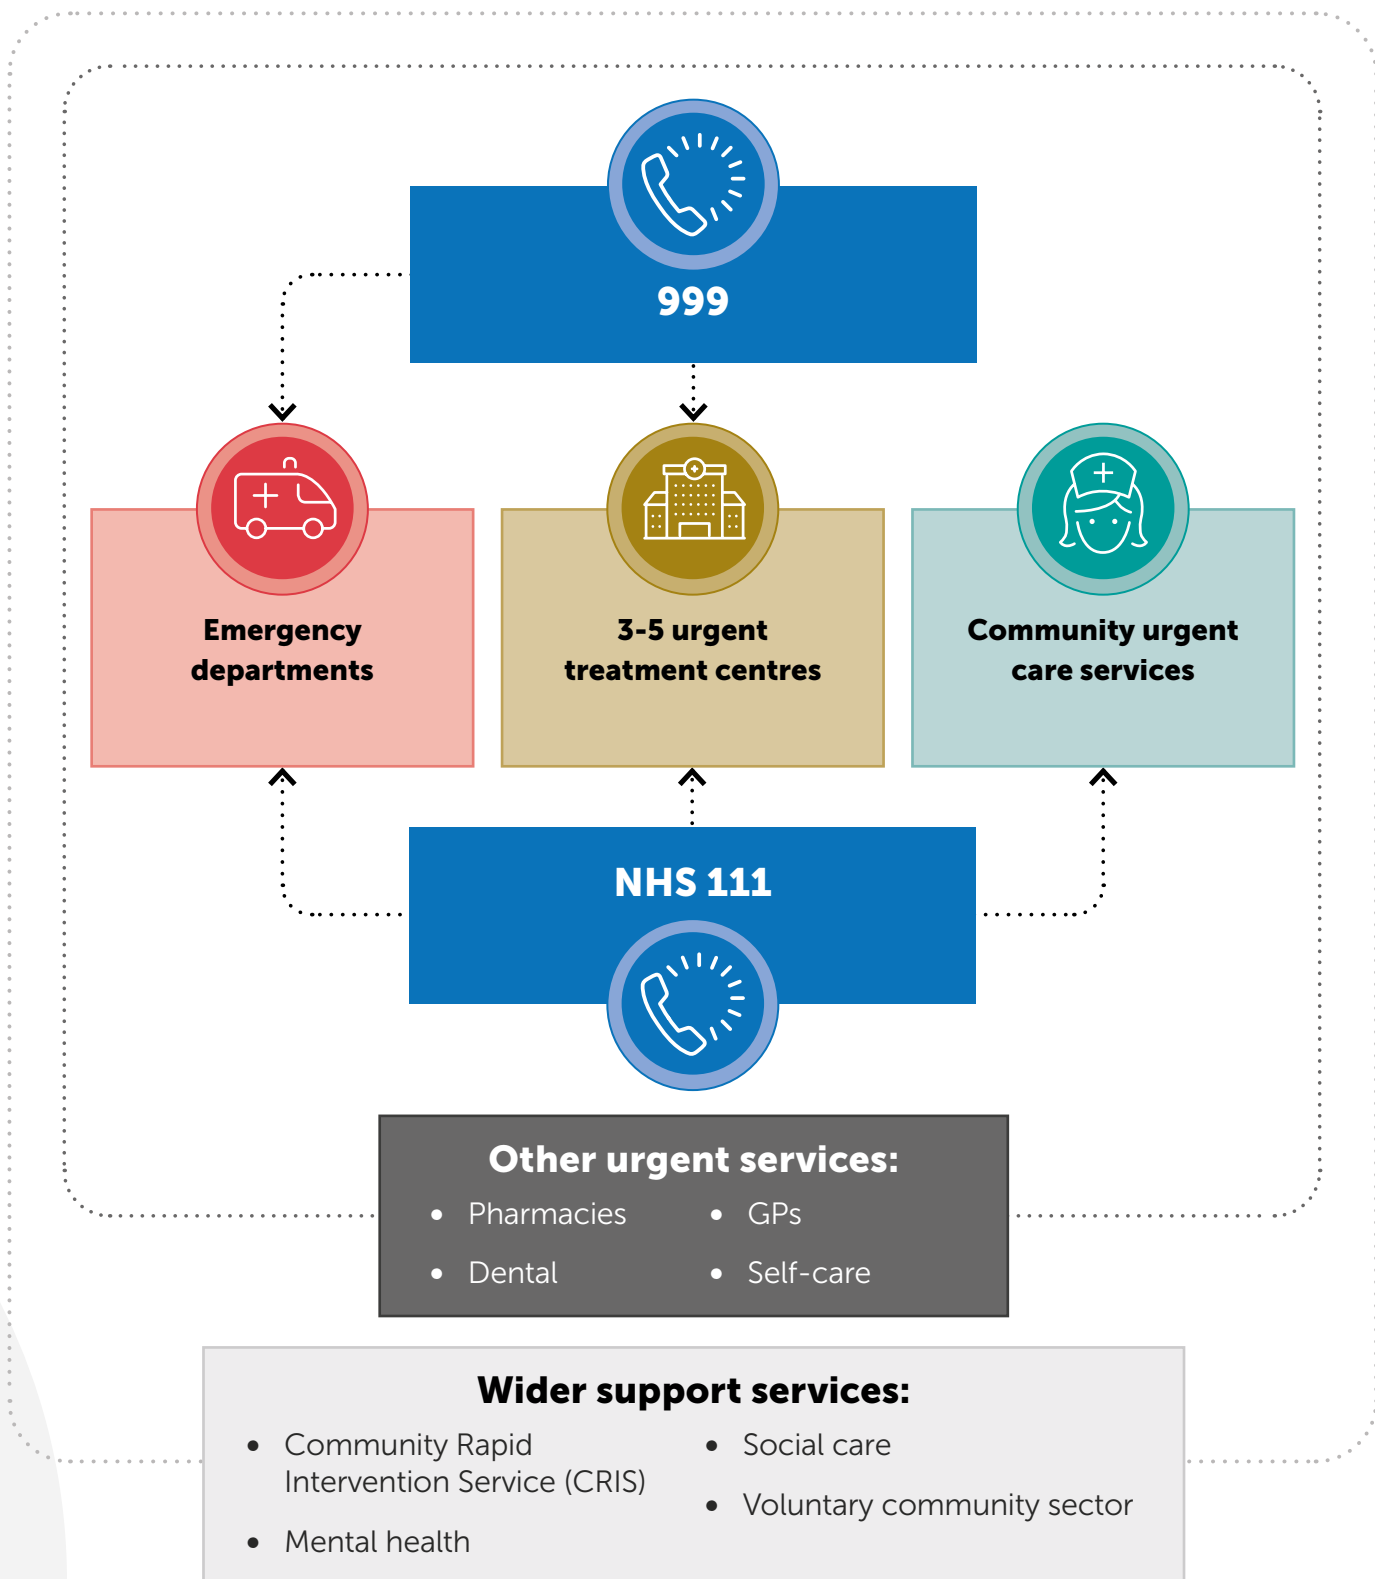 999
Emergency
departments
3-5 urgent
treatment centres
Community urgent
care services
NHS 111
Other urgent services:
• Pharmacies
• Dental
• GPs
• Self-care
Wider support services:
• Community Rapid
Intervention Service (CRIS)
• Mental health
• Social care
• Voluntary community sector